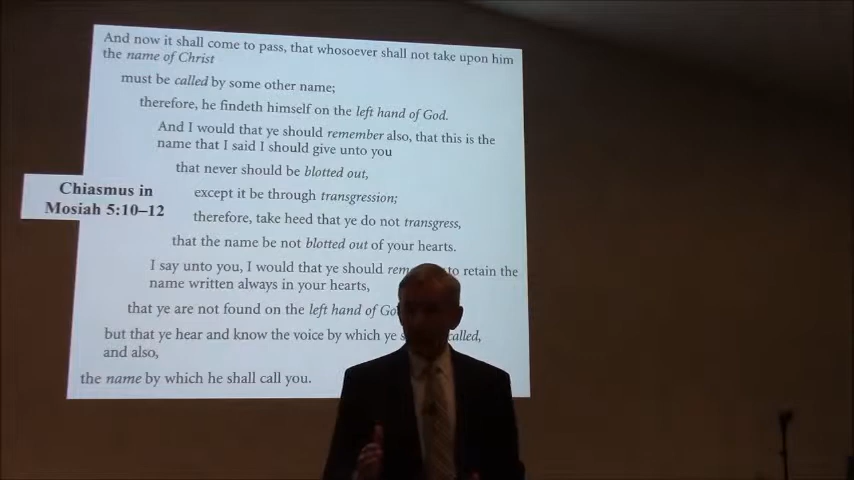 And now it shall come to pass, that whosoever shall not take upon him
the name of Christ
must be called by some other name;
therefore, he findeth himself on the left hand of God.
And I would that ye should remember also, that this is the
name that I said I should give unto you
that never should be blotted out,
except it be through transgression;
therefore, take heed that ye do not transgress,
that the name be not blotted out of your hearts.
I say unto you, I would that ye should to retain the
name written always in your hearts,
that ye are not found on the left hand of
but that ye hear and know the voice by which ye called,
and also,
the name by which he shall call you.
Chiasmus in
Mosiah 5:10–12